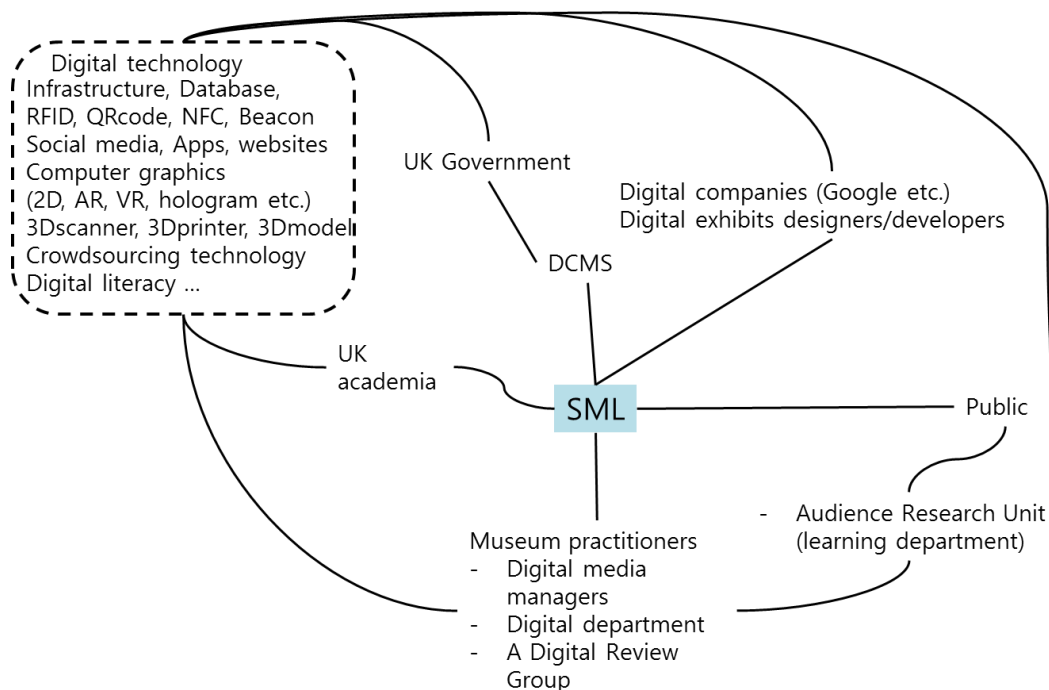 Digital technology
Infrastructure, Database,
RFID, QRcode, NFC, Beacon
Social media, Apps, websites
Computer graphics
(2D, AR, VR, hologram etc.)
3Dscanner, 3Dprinter, 3Dmodel
Crowdsourcing technology
Digital literacy ...
UK Government
Digital companies (Google etc.)
Digital exhibits designers/developers
DCMS
UK
academia
SML
Public
- Audience Research Unit
(learning department)
Museum practitioners
- Digital media
managers
- Digital department
- A Digital Review
Group